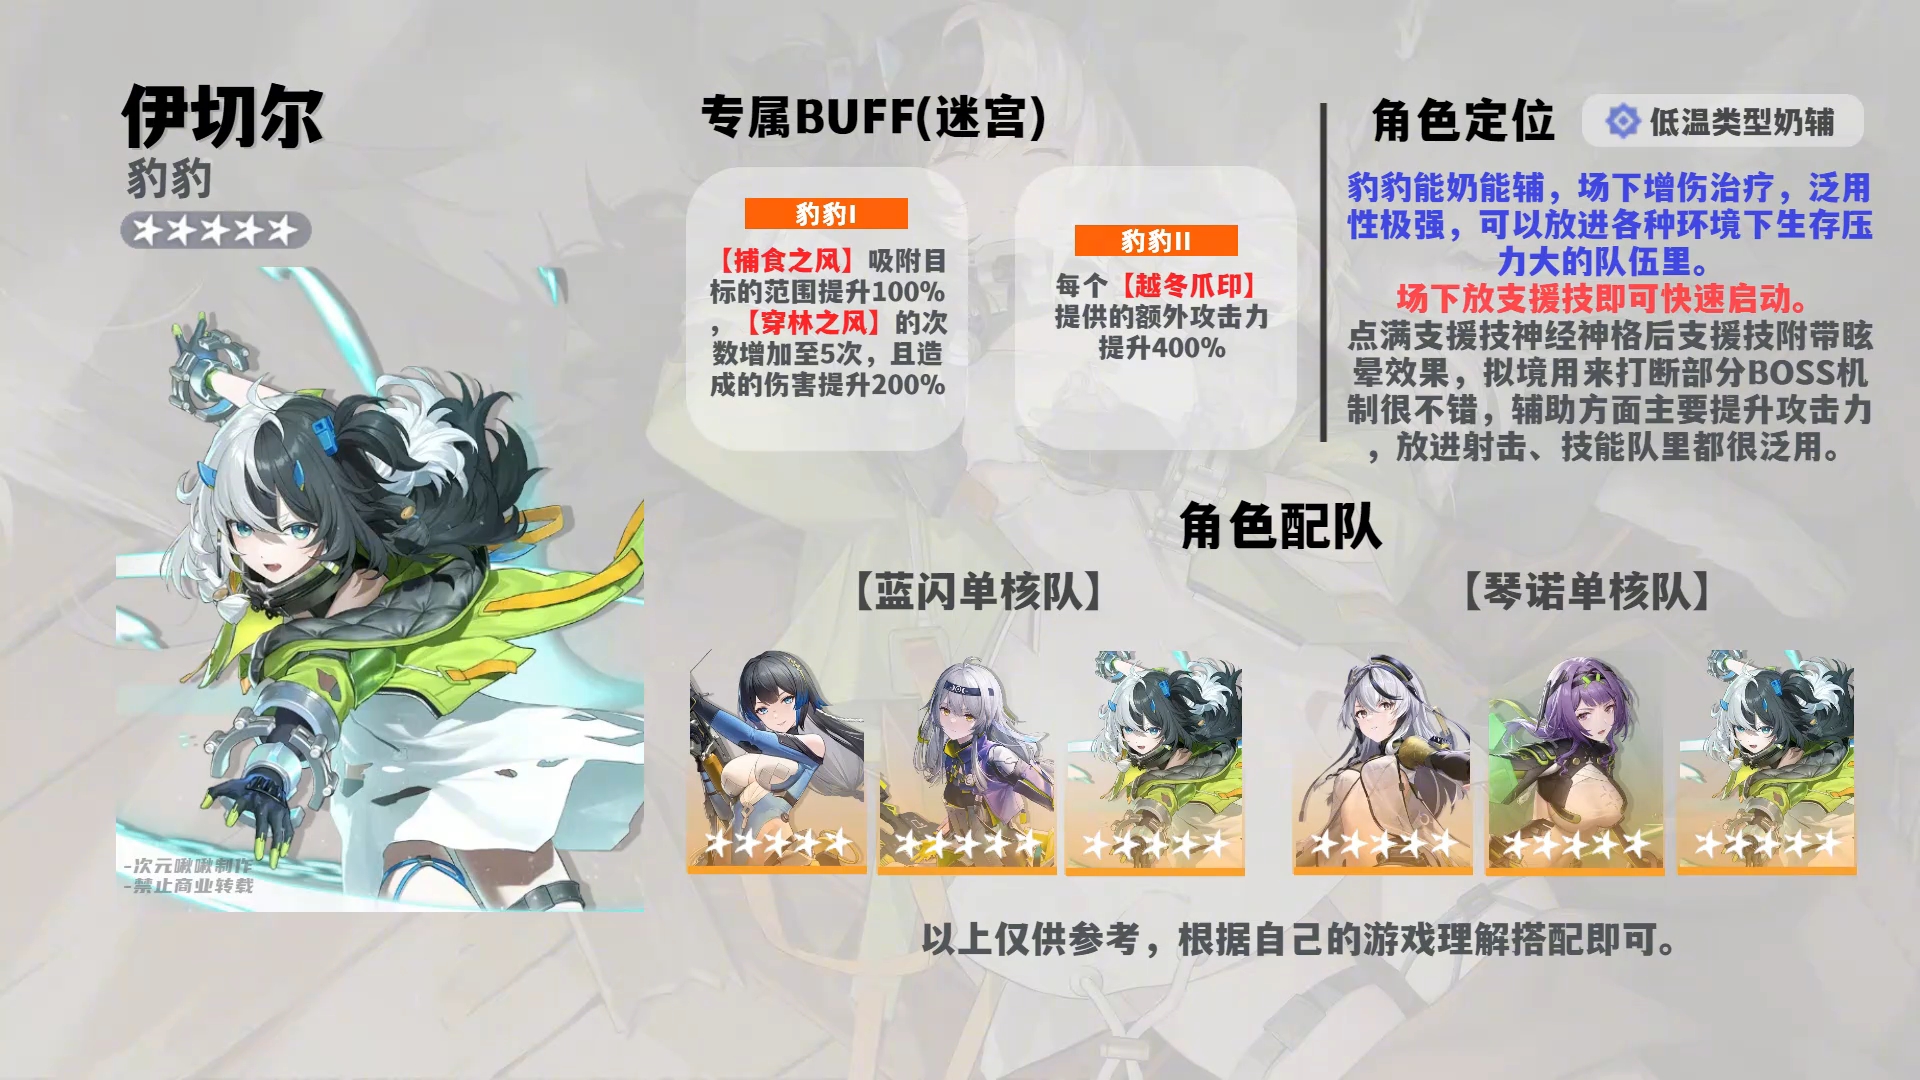 伊切尔
豹豹
专属BUFF(迷宫)
豹豹I
【捕食之风】吸附目
标的范围提升100%
，【穿林之风】的次
数增加至5次，且造
成的伤害提升200%
豹豹II
每个【越冬爪印】
提供的额外攻击力
提升400%
角色定位
低温类型奶辅
豹豹能奶能辅，场下增伤治疗，泛用
性极强，可以放进各种环境下生存压
力大的队伍里。
场下放支援技即可快速启动。
点满支援技神经神格后支援技附带眩
晕效果，拟境用来打断部分BOSS机
制很不错，辅助方面主要提升攻击力
，放进射击、技能队里都很泛用。
角色配队
【蓝闪单核队】
【琴诺单核队】
以上仅供参考，根据自己的游戏理解搭配即可。
-次元啾啾制作
-禁止商业转载